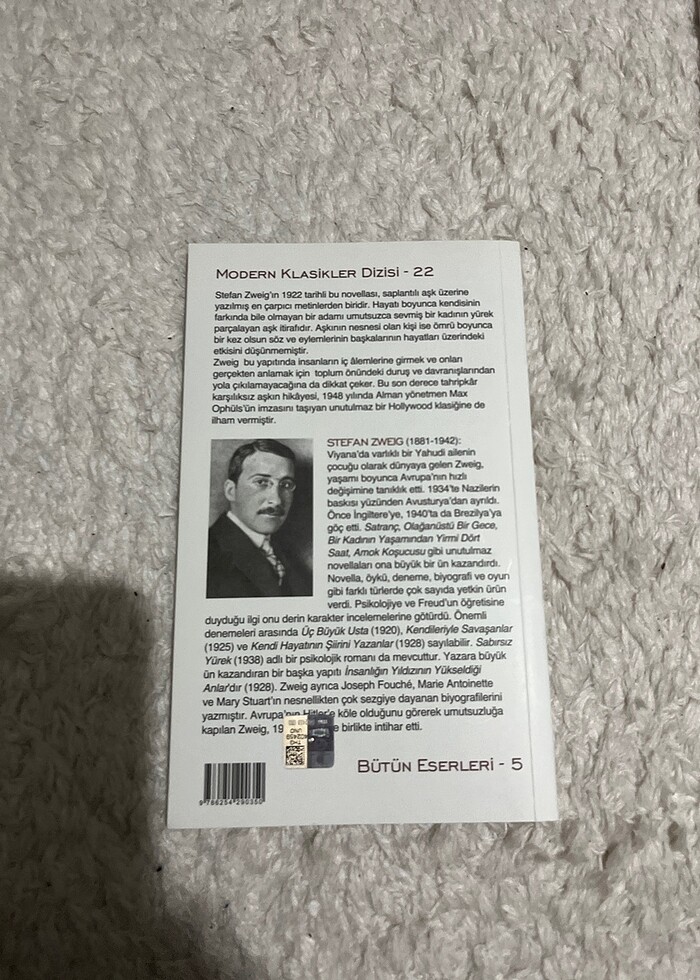 MODERN KLASİKLER DİZİSİ - 22
Stefan Zweig'ın 1922 tarihli bu novellası, saplantılı aşk üzerine
yazılmış en çarpıcı metinlerden biridir. Hayatı boyunca kendisinin
farkında bile olmayan bir adamı umutsuzca sevmiş bir kadının yürek
parçalayan aşk itirafıdır. Aşkının nesnesi olan kişi ise ömrü boyunca
bir kez olsun söz ve eylemlerinin başkalarının hayatları üzerindeki
etkisini düşünmemiştir.
Zweig bu yapıtında insanların iç âlemlerine girmek ve onları
gerçekten anlamak için toplum önündeki duruş ve davranışlarından
yola çıkılamayacağına da dikkat çeker. Bu son derece tahripkâr
karşılıksız aşkın hikâyesi, 1948 yılında Alman yönetmen Max
Ophüls'ün imzasını taşıyan unutulmaz bir Hollywood klasiğine de
ilham vermiştir.
STEFAN ZWEIG (1881-1942):
Viyana'da varlıklı bir Yahudi ailenin
çocuğu olarak dünyaya gelen Zweig,
yaşamı boyunca Avrupa'nın hızlı
değişimine tanıklık etti. 1934'te Nazilerin
baskısı yüzünden Avusturya'dan ayrıldı.
Önce İngiltere'ye, 1940'ta da Brezilya'ya
göç etti. Satranç, Olağanüstü Bir Gece,
Bir Kadının Yaşamından Yirmi Dört
Saat, Amok Koşucusu gibi unutulmaz
novellaları ona büyük bir ün kazandırdı.
Novella, öykü, deneme, biyografi ve oyun
gibi farklı türlerde çok sayıda yetkin ürün
verdi. Psikolojiye ve Freud'un öğretisine
duyduğu ilgi onu derin karakter incelemelerine götürdü. Önemli
denemeleri arasında Üç Büyük Usta (1920), Kendileriyle Savaşanlar
(1925) ve Kendi Hayatının Şiirini Yazanlar (1928) sayılabilir. Sabırsız
Yürek (1938) adlı bir psikolojik romanı da mevcuttur. Yazara büyük
ün kazandıran bir başka yapıtı İnsanlığın Yıldızının Yükseldiği
Anlar'dır (1928). Zweig ayrıca Joseph Fouché, Marie Antoinette
ve Mary Stuart'ın nesnellikten çok sezgiye dayanan biyografilerini
yazmıştır. Avrupa'nın Hitler'e köle olduğunu görerek umutsuzluğa
kapılan Zweig, 19 birlikte intihar etti.
BÜTÜN ESERLERİ - 5
9 786254 290350